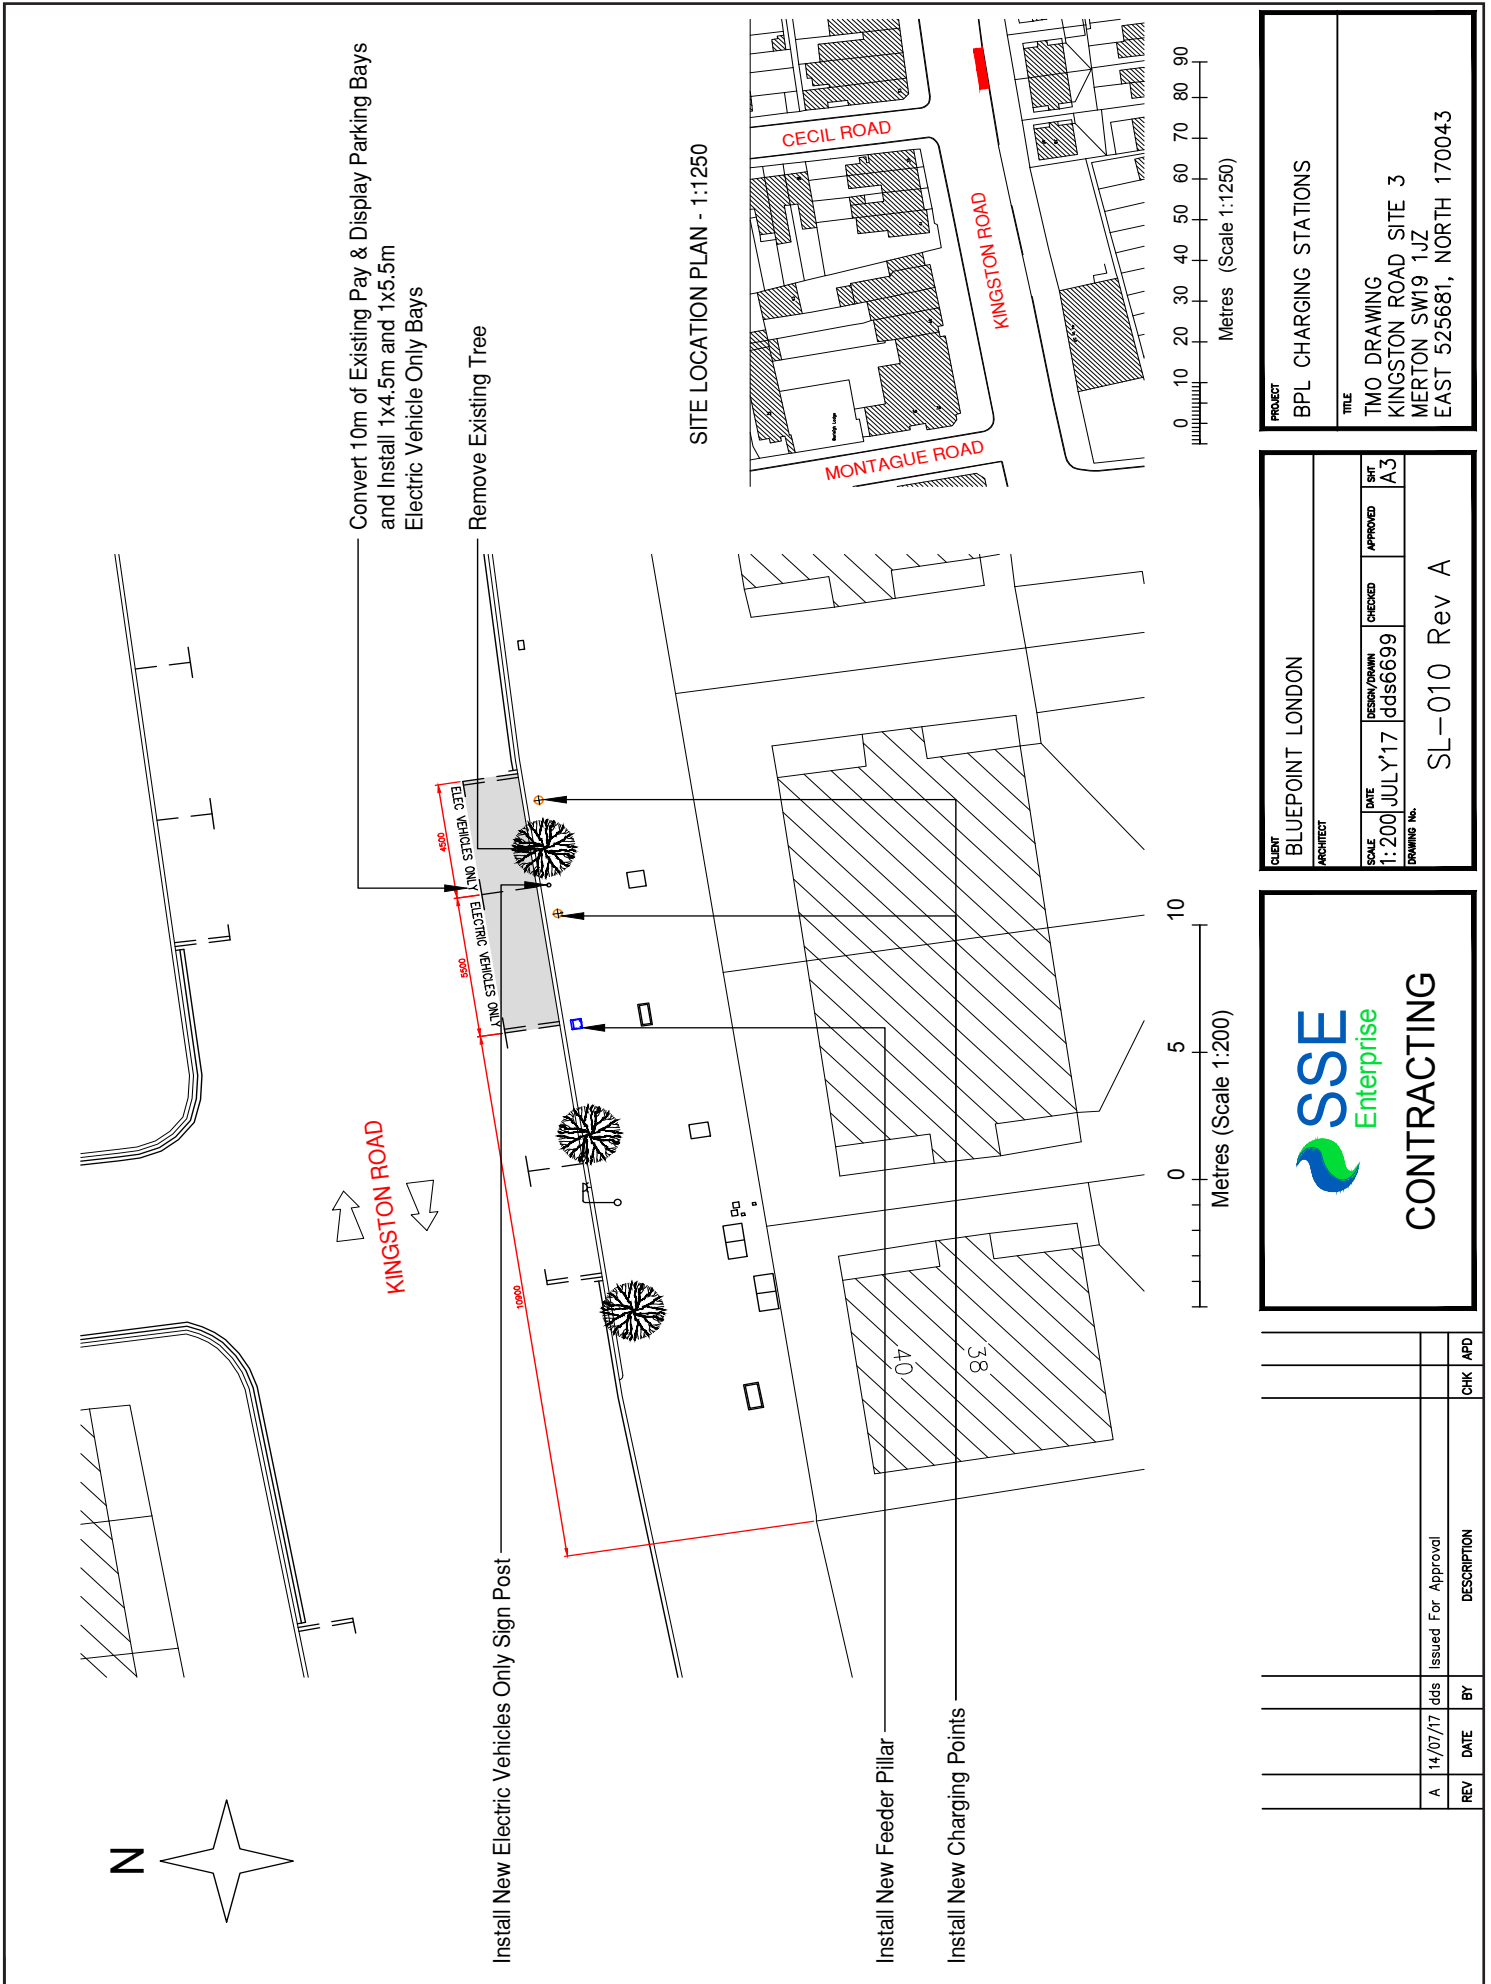 N
Convert 10m of Existing Pay & Display Parking Bays
and Install 1x4.5m and 1x5.5m
Electric Vehicle Only Bays
Remove Existing Tree
KINGSTON ROAD
4500
5500
10900
ELEC VEHICLES ONLY
ELECTRIC VEHICLES ONLY
Install New Electric Vehicles Only Sign Post
Install New Feeder Pillar
Install New Charging Points
40
38
0 5 10
Metres (Scale 1:200)
SITE LOCATION PLAN - 1:1250
CECIL ROAD
KINGSTON ROAD
MONTAGUE ROAD
0 10 20 30 40 50 60 70 80 90
Metres (Scale 1:1250)
A 14/07/17 dds Issued For Approval
REV DATE BY DESCRIPTION CHK APD
SSE
Enterprise
CONTRACTING
CLIENT
BLUEPOINT LONDON
ARCHITECT
SCALE DATE DESIGN/DRAWN CHECKED APPROVED SHT
1:200 JULY'17 dds6699 A3
DRAWING No.
SL-010 Rev A
PROJECT
BPL CHARGING STATIONS
TITLE
TMO DRAWING
KINGSTON ROAD SITE 3
MERTON SW19 1JZ
EAST 525681, NORTH 170043